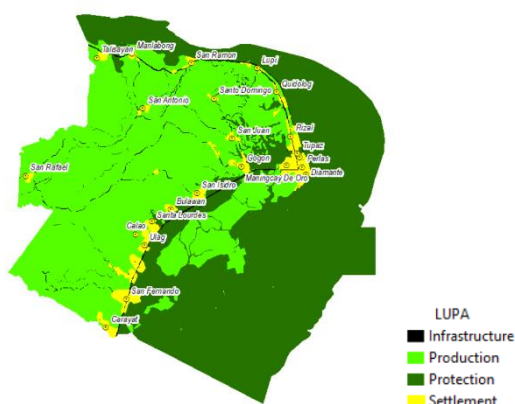 Talisayan
Manlabong
San Ramon
Lupi
Quidolog
San Antonio
Santo Domingo
Rizal
San Juan
Tupaz
Perlas
Gogon
San Rafael
Maningcay De Oro
Diamante
San Isidro
Bulawan
Santa Lourdes
Calao
Ulag
San Fernando
Carayat
LUPA
Infrastructure
Production
Protection
Settlement